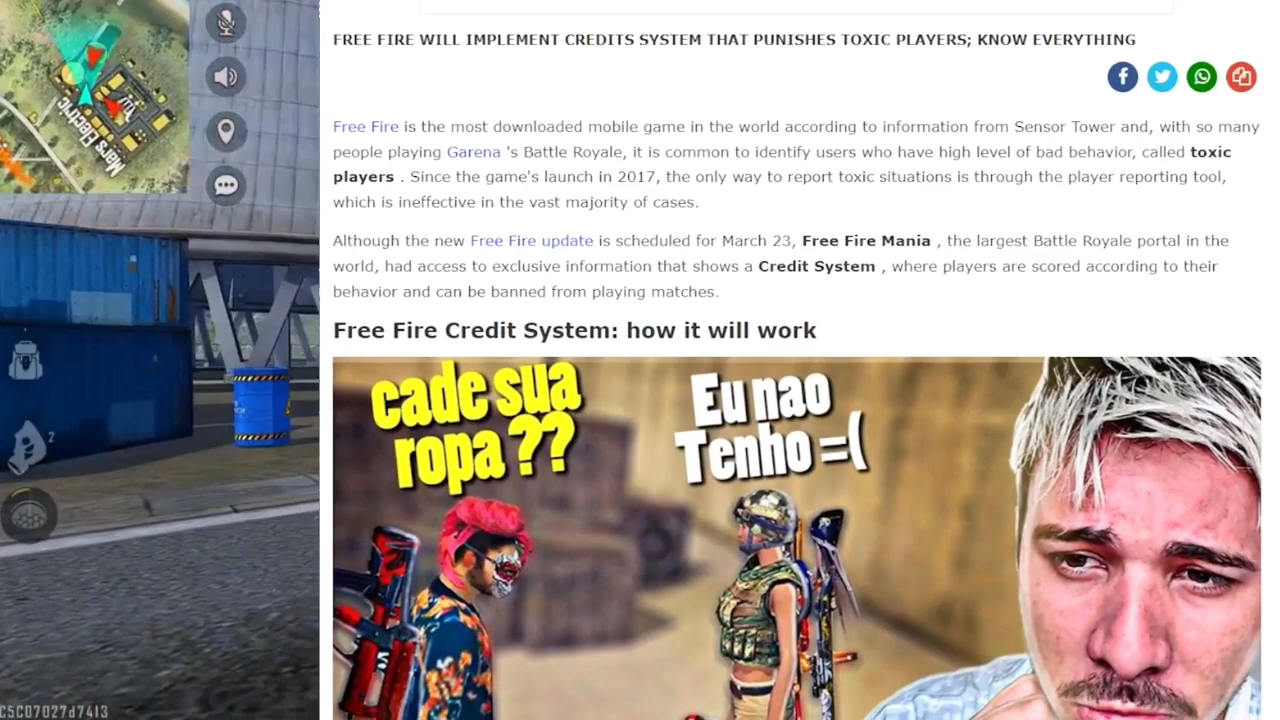 Mars Electric
2
C5C07027d7413
FREE FIRE WILL IMPLEMENT CREDITS SYSTEM THAT PUNISHES TOXIC PLAYERS; KNOW EVERYTHING
Free Fire is the most downloaded mobile game in the world according to information from Sensor Tower and, with so many
people playing Garena 's Battle Royale, it is common to identify users who have high level of bad behavior, called toxic
players . Since the game's launch in 2017, the only way to report toxic situations is through the player reporting tool,
which is ineffective in the vast majority of cases.
Although the new Free Fire update is scheduled for March 23, Free Fire Mania , the largest Battle Royale portal in the
world, had access to exclusive information that shows a Credit System , where players are scored according to their
behavior and can be banned from playing matches.
Free Fire Credit System: how it will work
cade sua
ropa ??
Eu nao
Tenho =(